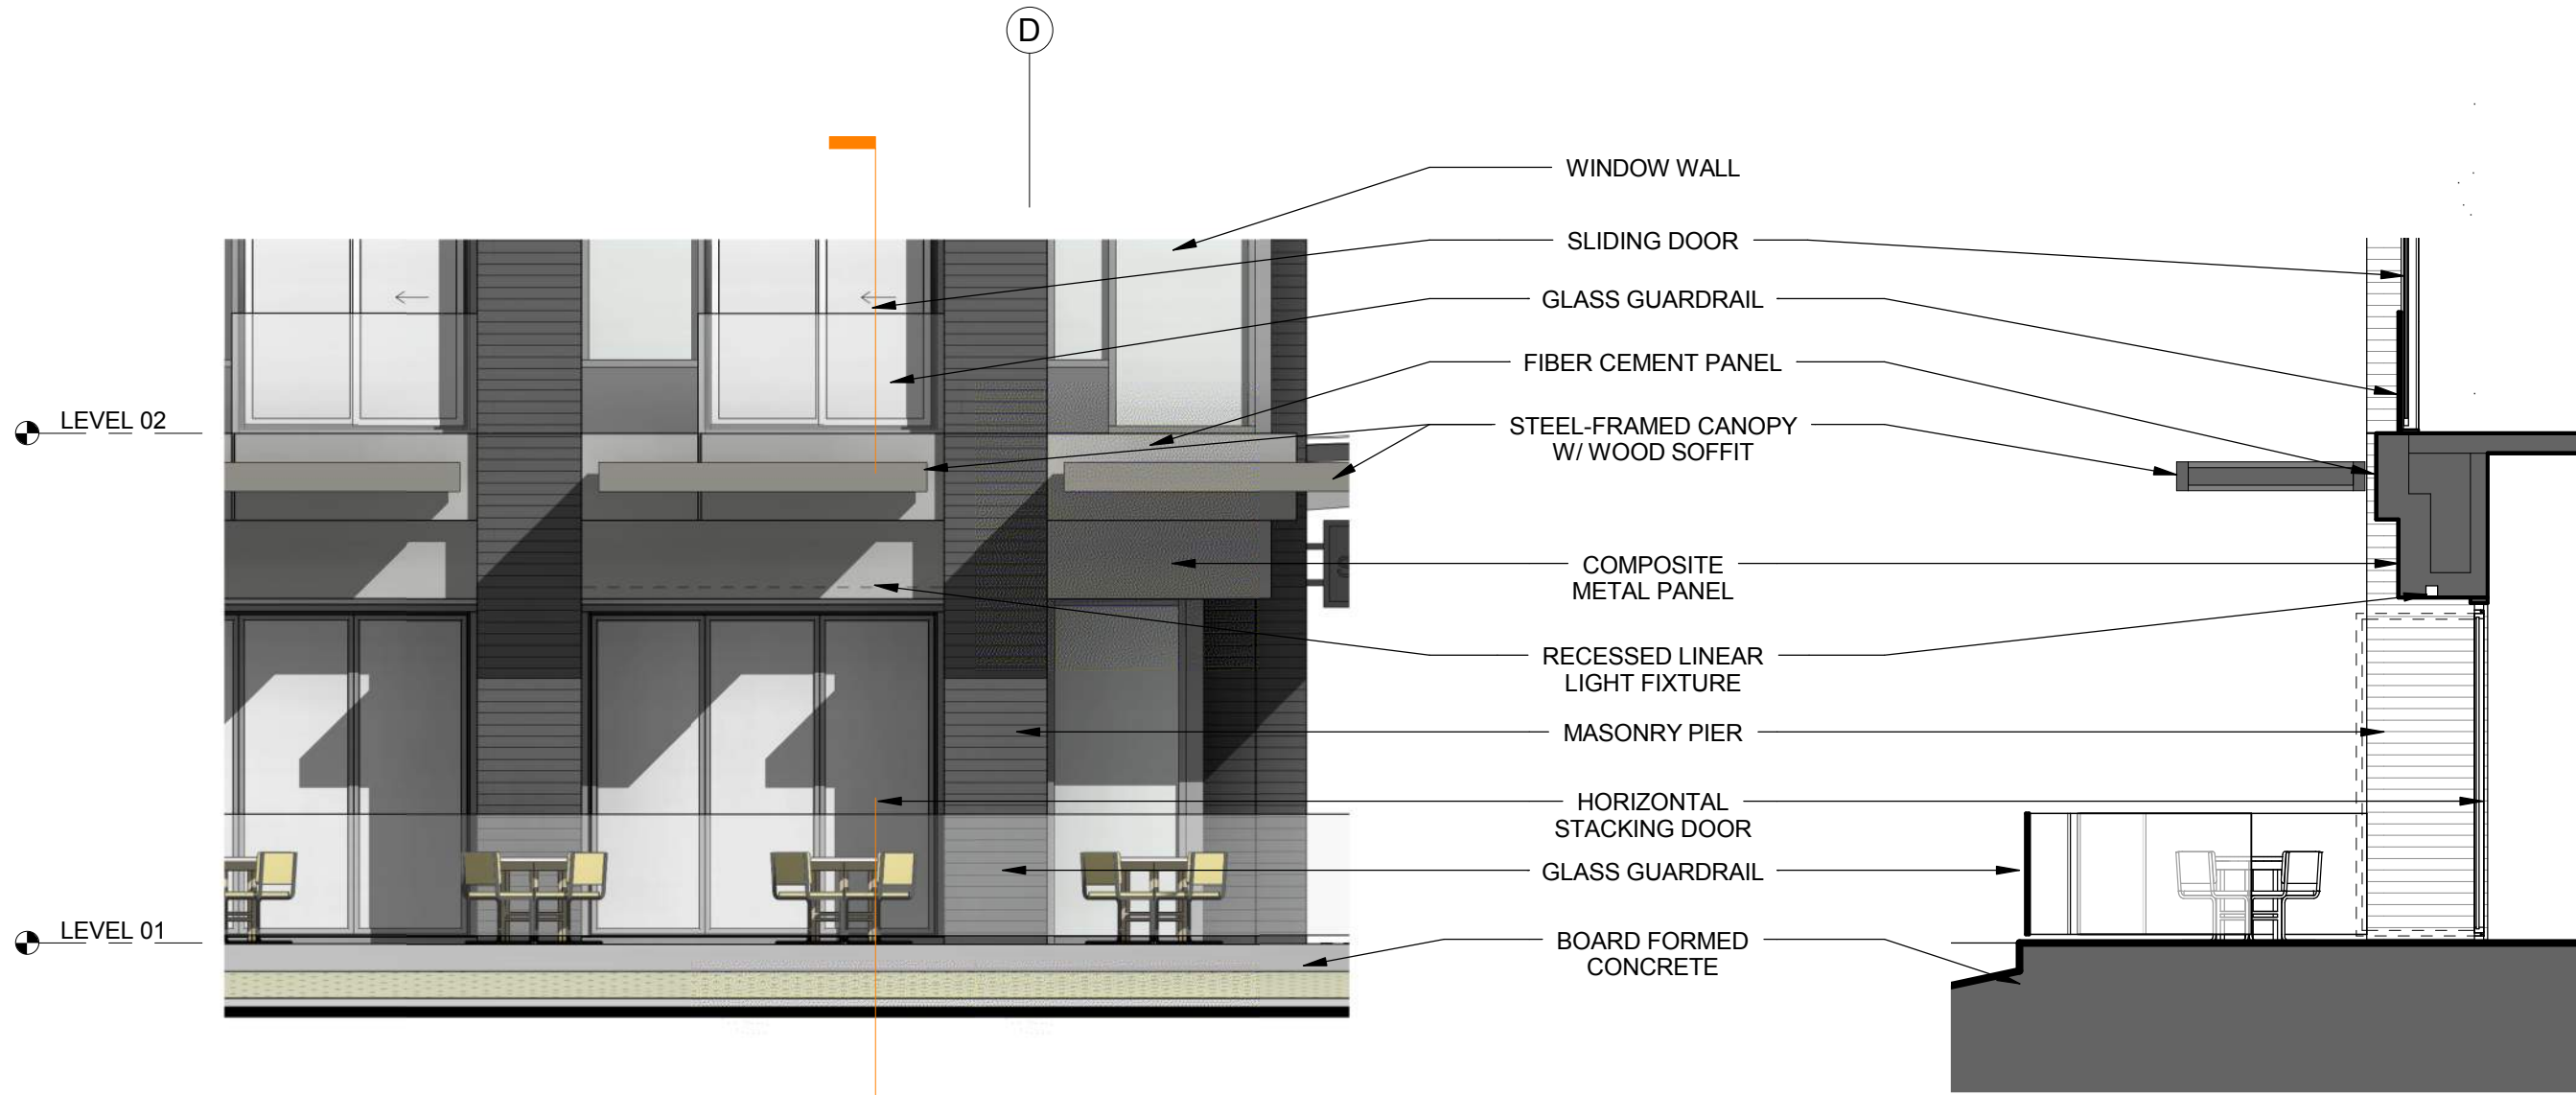 D
WINDOW WALL
SLIDING DOOR
GLASS GUARDRAIL
FIBER CEMENT PANEL
LEVEL 02
STEEL-FRAMED CANOPY
W/ WOOD SOFFIT
COMPOSITE
METAL PANEL
RECESSED LINEAR
LIGHT FIXTURE
MASONRY PIER
HORIZONTAL
STACKING DOOR
GLASS GUARDRAIL
LEVEL 01
BOARD FORMED
CONCRETE